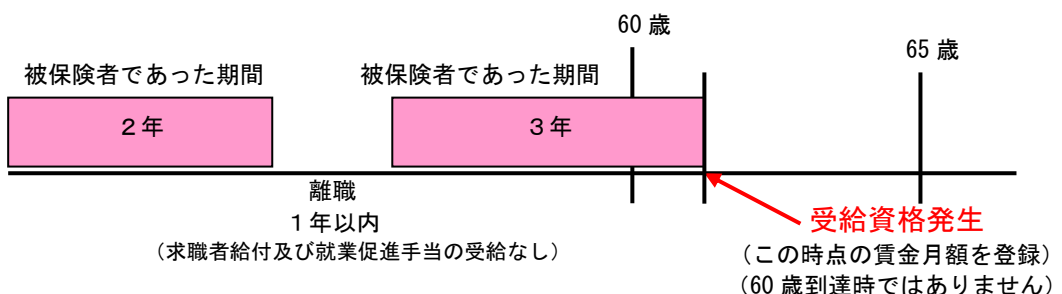 60 歳
65 歳
被保険者であった期間
被保険者であった期間
２年
３年
離職
１年以内
（求職者給付及び就業促進手当の受給なし）
受給資格発生
（この時点の賃金月額を登録）
（60 歳到達時ではありません）